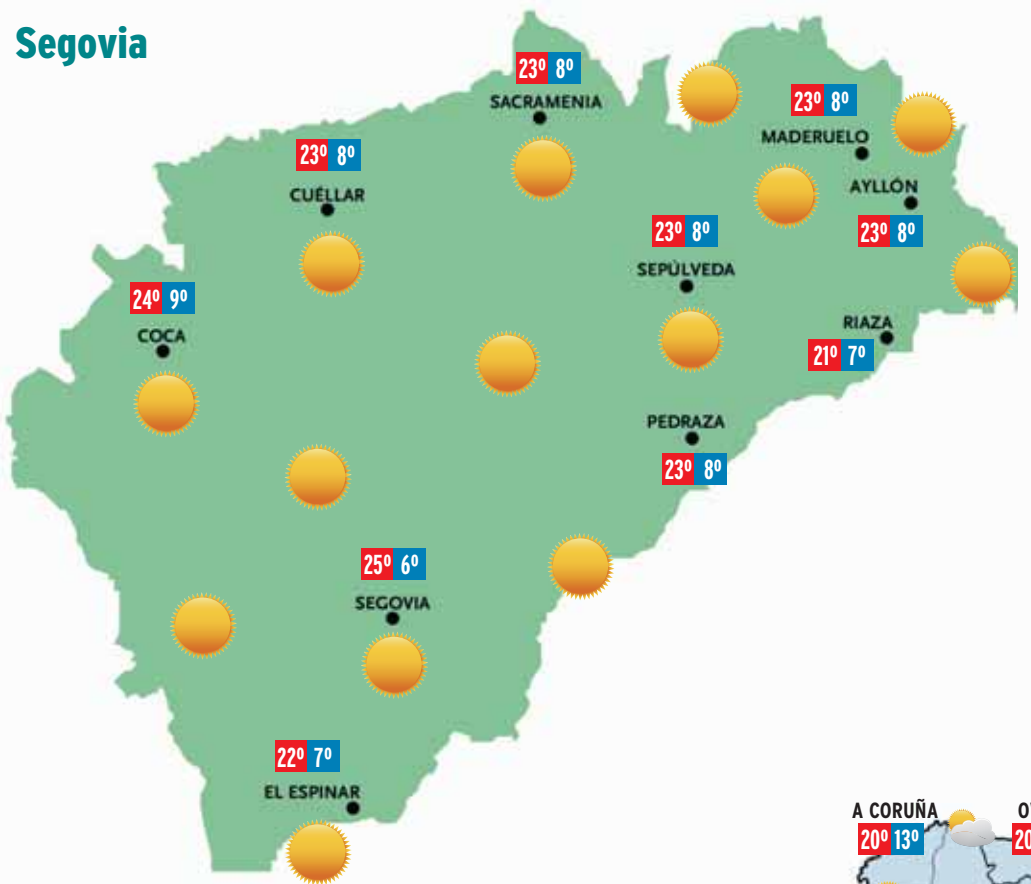 Segovia
23º 8º
SACRAMENIA
23º 8º
MADERUELO
23º 8º
CUÉLLAR
AYLLÓN
23º 8º
23º 8º
SEPÚLVEDA
24º 9º
COCA
RIAZA
21º 7º
PEDRAZA
23º 8º
25º 6º
SEGOVIA
22º 7º
EL ESPINAR
A CORUÑA
20º 13º